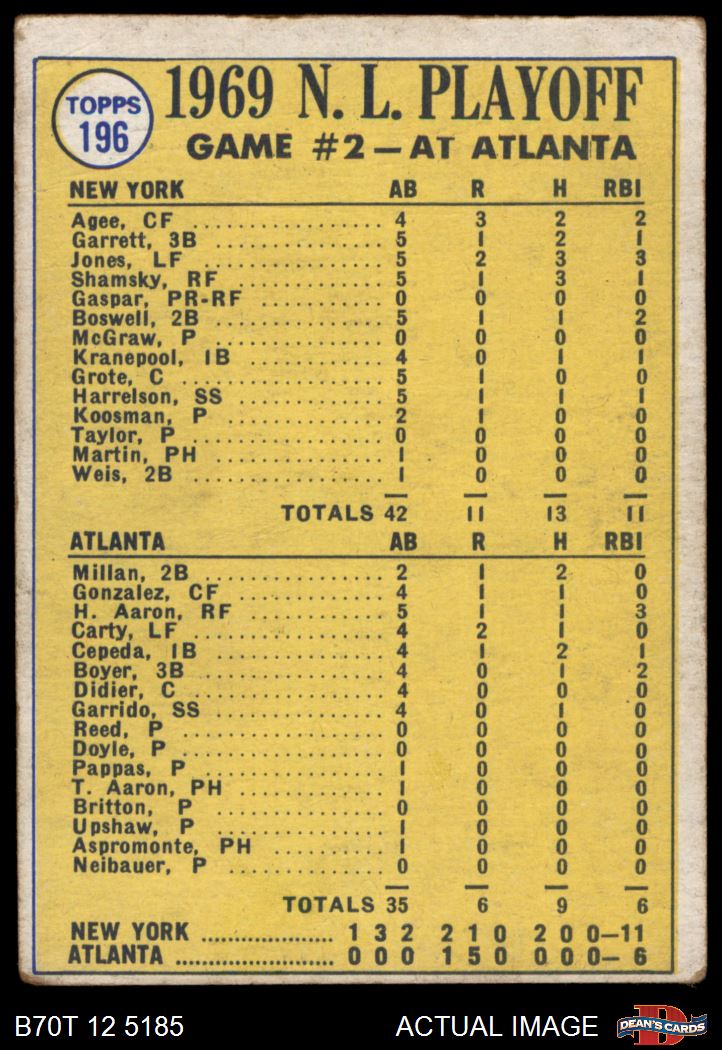 TOPPS
196
1969 N. L. PLAYOFF
GAME #2—AT ATLANTA
NEW YORK AB R H RBI
Agee, CF .................. 4 3 2 2
Garrett, 3B ................ 5 1 2 1
Jones, LF ................. 5 2 3 3
Shamsky, RF .............. 5 1 3 1
Gaspar, PR-RF ............ 0 0 0 0
Boswell, 2B ................ 5 1 1 2
McGraw, P ................ 0 0 0 0
Kranepool, 1B ............. 4 0 1 1
Grote, C ................... 5 1 0 0
Harrelson, SS ............. 5 1 1 1
Koosman, P ............... 2 1 0 0
Taylor, P .................. 0 0 0 0
Martin, PH ................ 1 0 0 0
Weis, 2B .................. 1 0 0 0
TOTALS 42 11 13 11
ATLANTA AB R H RBI
Millan, 2B ................. 2 1 2 0
Gonzalez, CF .............. 4 1 1 0
H. Aaron, RF .............. 5 1 1 3
Carty, LF .................. 4 2 1 0
Cepeda, 1B ................ 4 1 2 1
Boyer, 3B .................. 4 0 1 2
Didier, C ................... 4 0 0 0
Garrido, SS ................ 4 0 1 0
Reed, P .................... 0 0 0 0
Doyle, P ................... 0 0 0 0
Pappas, P ................. 1 0 0 0
T. Aaron, PH .............. 1 0 0 0
Britton, P .................. 0 0 0 0
Upshaw, P ................. 1 0 0 0
Aspromonte, PH ........... 1 0 0 0
Neibauer, P ................ 0 0 0 0
TOTALS 35 6 9 6
NEW YORK ...................... 1 3 2 2 1 0 2 0 0—11
ATLANTA .......................... 0 0 0 1 5 0 0 0 0— 6
B70T 12 5185 ACTUAL IMAGE
D
DEAN'S CARDS